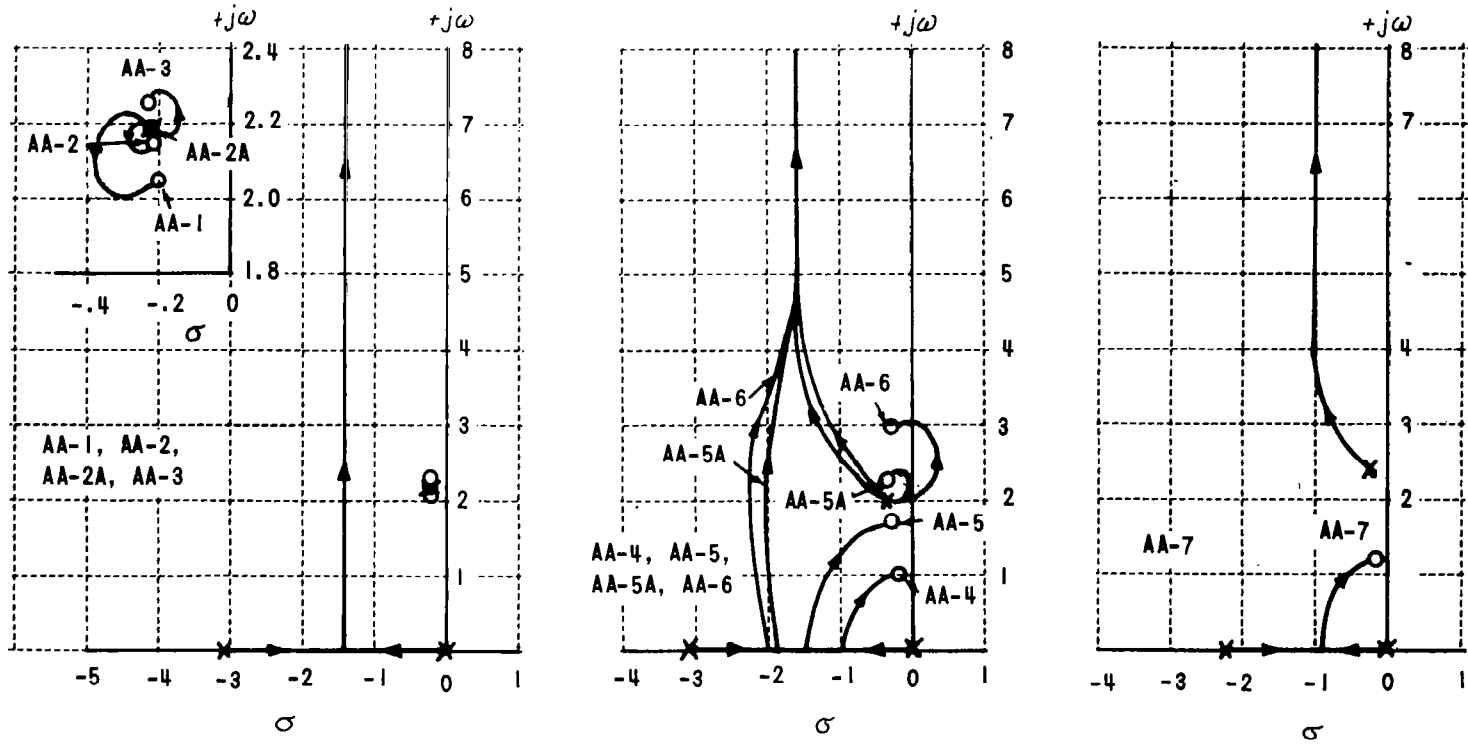 +jω
+jω
2.4
8
AA-3
2.2
7
AA-2
AA-2A
2.0
6
AA-1
1.8
5
-.4 -.2 0
σ
4
3
AA-1, AA-2,
AA-2A, AA-3
2
1
-5 -4 -3 -2 -1 0 1
σ
+jω
8
7
6
5
4
AA-6
AA-6
3
AA-5A
AA-5A
2
AA-5
AA-4, AA-5,
AA-5A, AA-6
1
AA-4
-4 -3 -2 -1 0 1
σ
+jω
8
7
6
5
4
3
2
AA-7
AA-7
1
-4 -3 -2 -1 0 1
σ